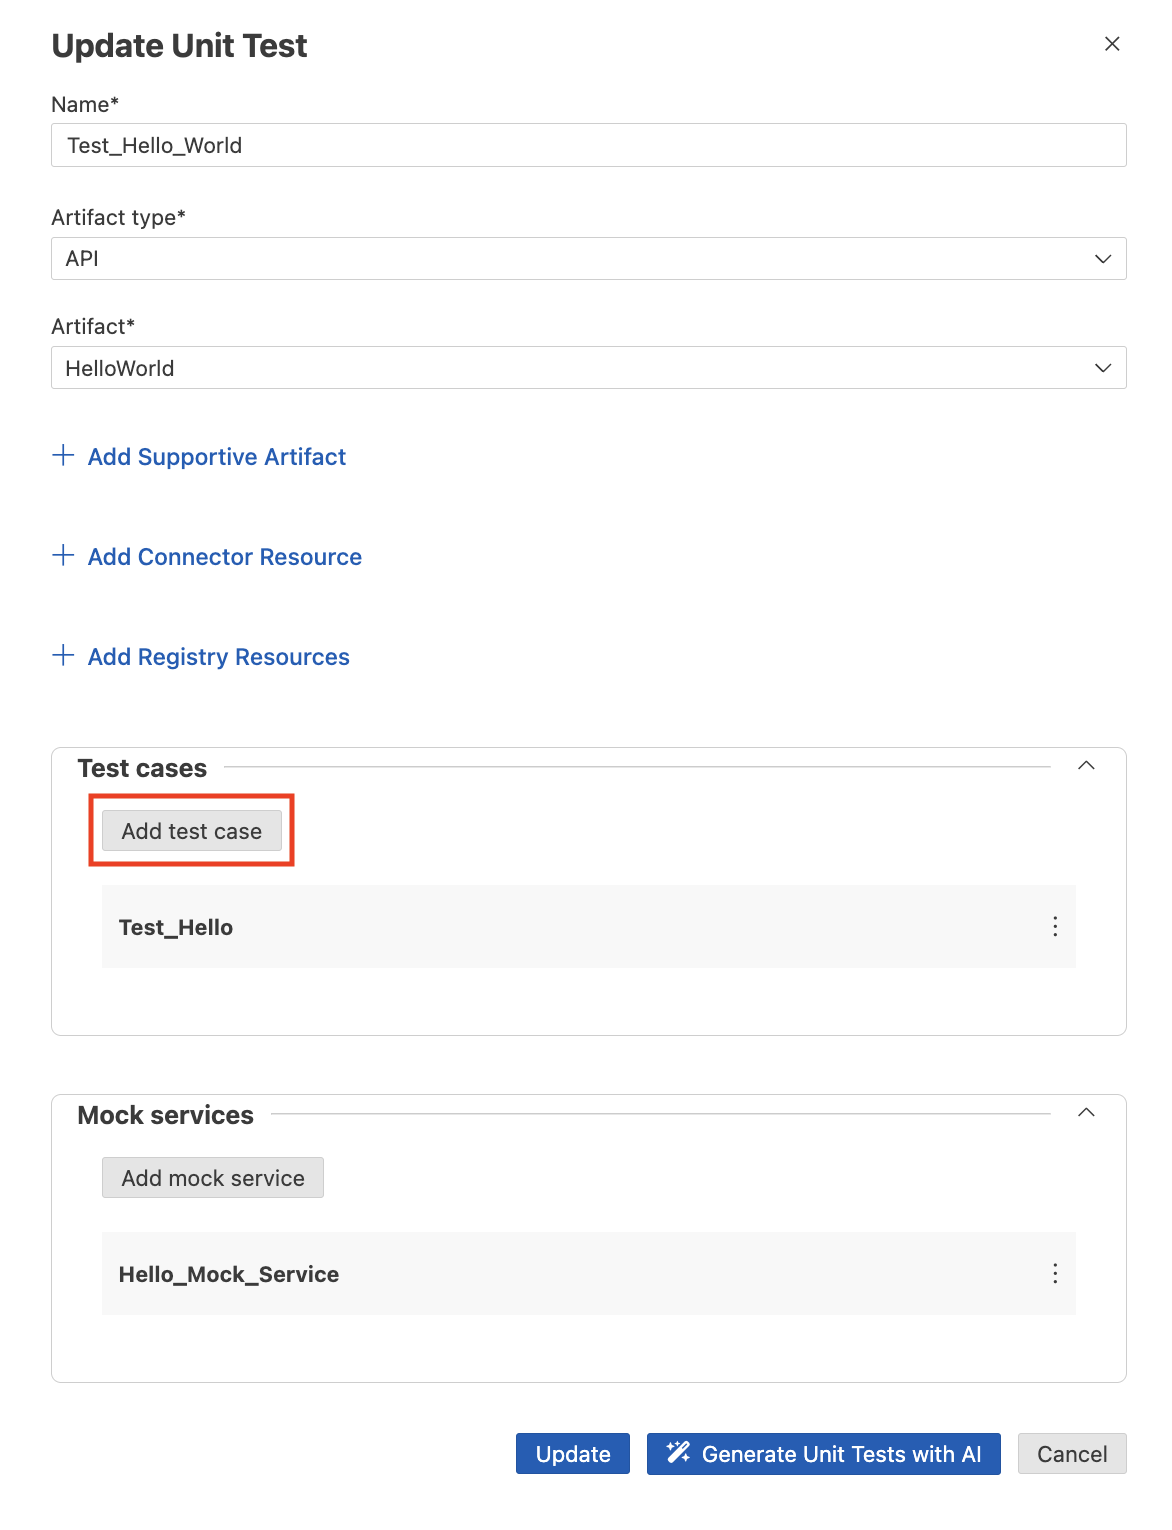 Update Unit Test
Name*
Test_Hello_World
Artifact type*
API
Artifact*
HelloWorld
Add Supportive Artifact
Add Connector Resource
Add Registry Resources
Test cases
Add test case
Test_Hello
Mock services
Add mock service
Hello_Mock_Service
Update
Generate Unit Tests with AI
Cancel